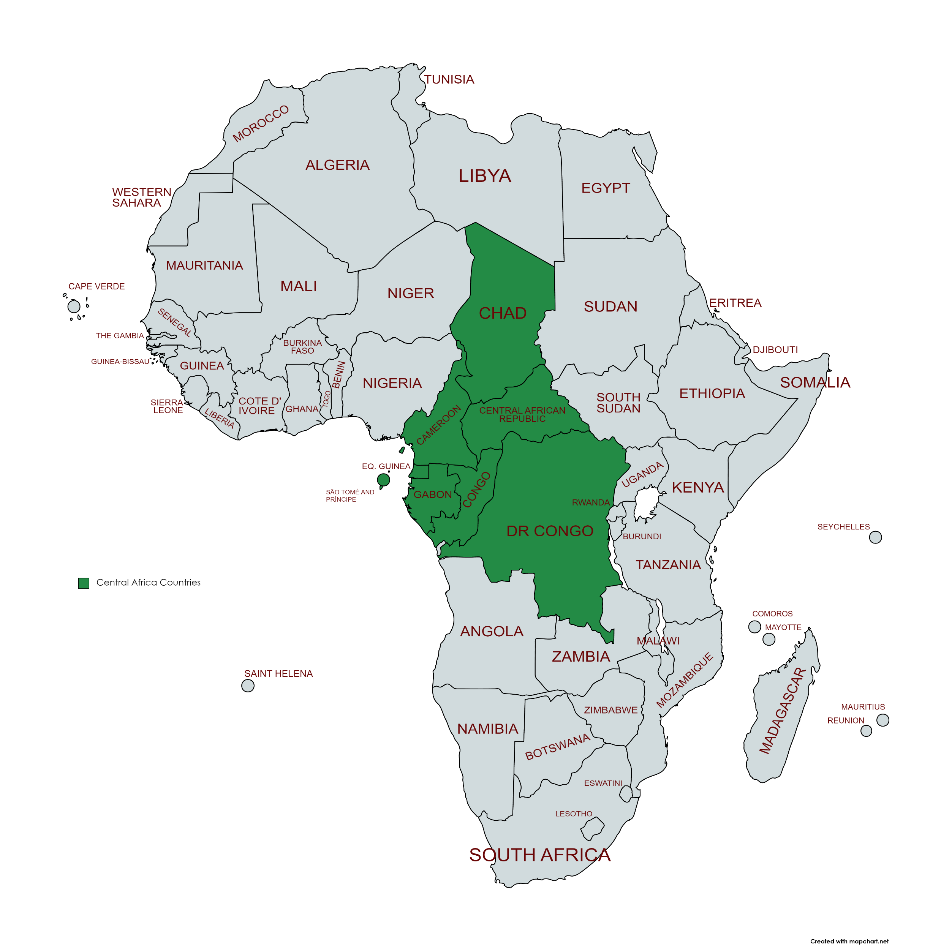 TUNISIA
MOROCCO
ALGERIA
LIBYA
EGYPT
WESTERN
SAHARA
MAURITANIA
MALI
NIGER
CHAD
SUDAN
ERITREA
CAPE VERDE
SENEGAL
THE GAMBIA
GUINEA-BISSAU
GUINEA
BURKINA
FASO
BENIN
TOGO
NIGERIA
DJIBOUTI
SOMALIA
ETHIOPIA
SOUTH
SUDAN
SIERRA
LEONE
LIBERIA
COTE D'
IVOIRE
GHANA
CAMEROON
CENTRAL AFRICAN
REPUBLIC
EQ. GUINEA
SÃO TOMÉ AND
PRÍNCIPE
GABON
CONGO
UGANDA
KENYA
RWANDA
DR CONGO
BURUNDI
TANZANIA
SEYCHELLES
Central Africa Countries
COMOROS
MAYOTTE
ANGOLA
MALAWI
ZAMBIA
MOZAMBIQUE
SAINT HELENA
MADAGASCAR
MAURITIUS
REUNION
ZIMBABWE
NAMIBIA
BOTSWANA
ESWATINI
LESOTHO
SOUTH AFRICA
Created with mapchart.net